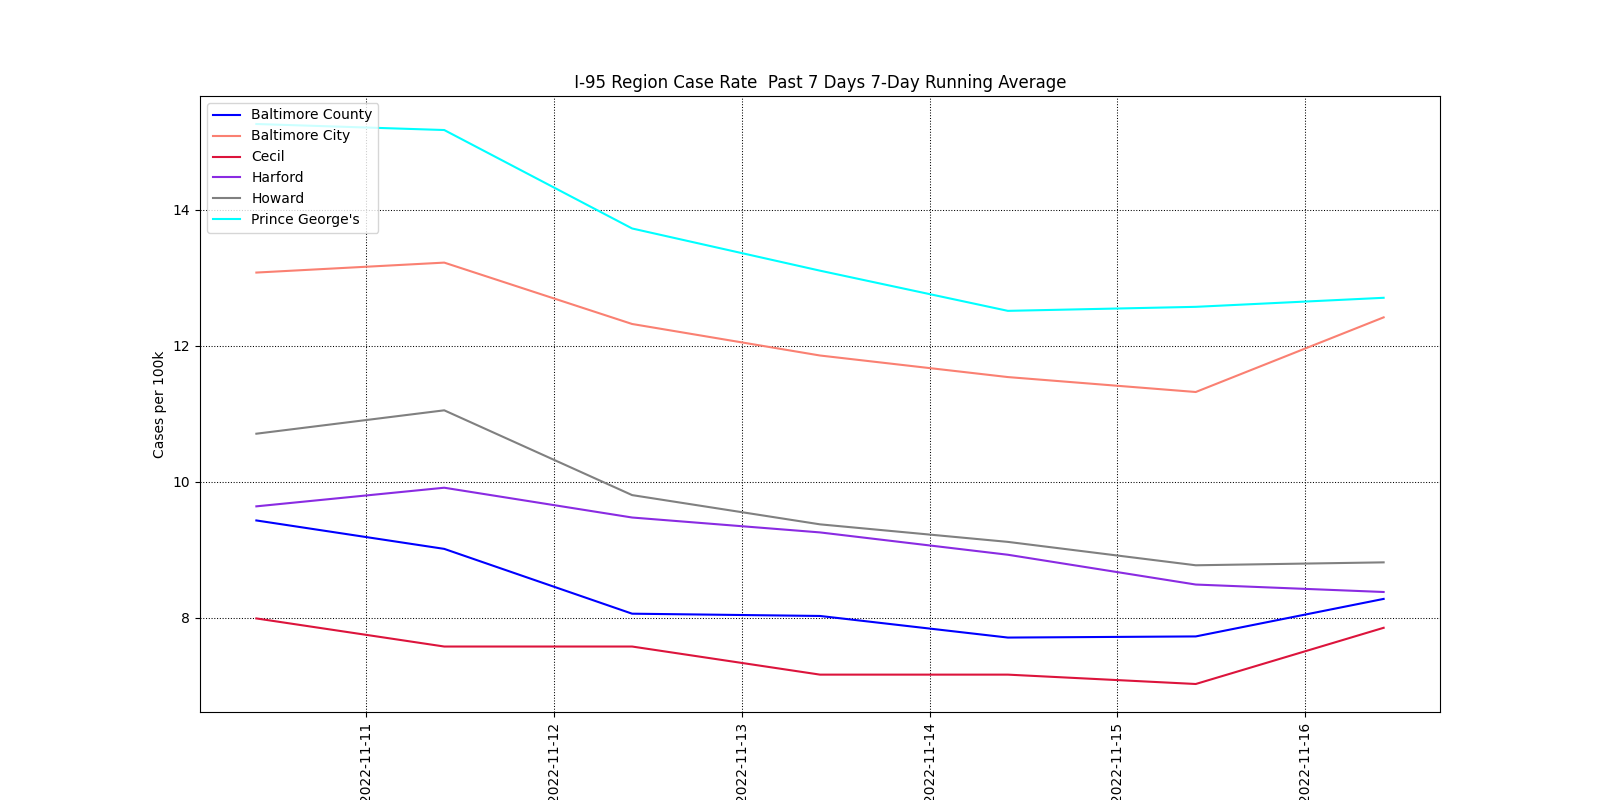 I-95 Region Case Rate  Past 7 Days 7-Day Running Average
Baltimore County
Baltimore City
Cecil
Harford
Howard
Prince George's
Cases per 100k
14
12
10
8
2022-11-11
2022-11-12
2022-11-13
2022-11-14
2022-11-15
2022-11-16